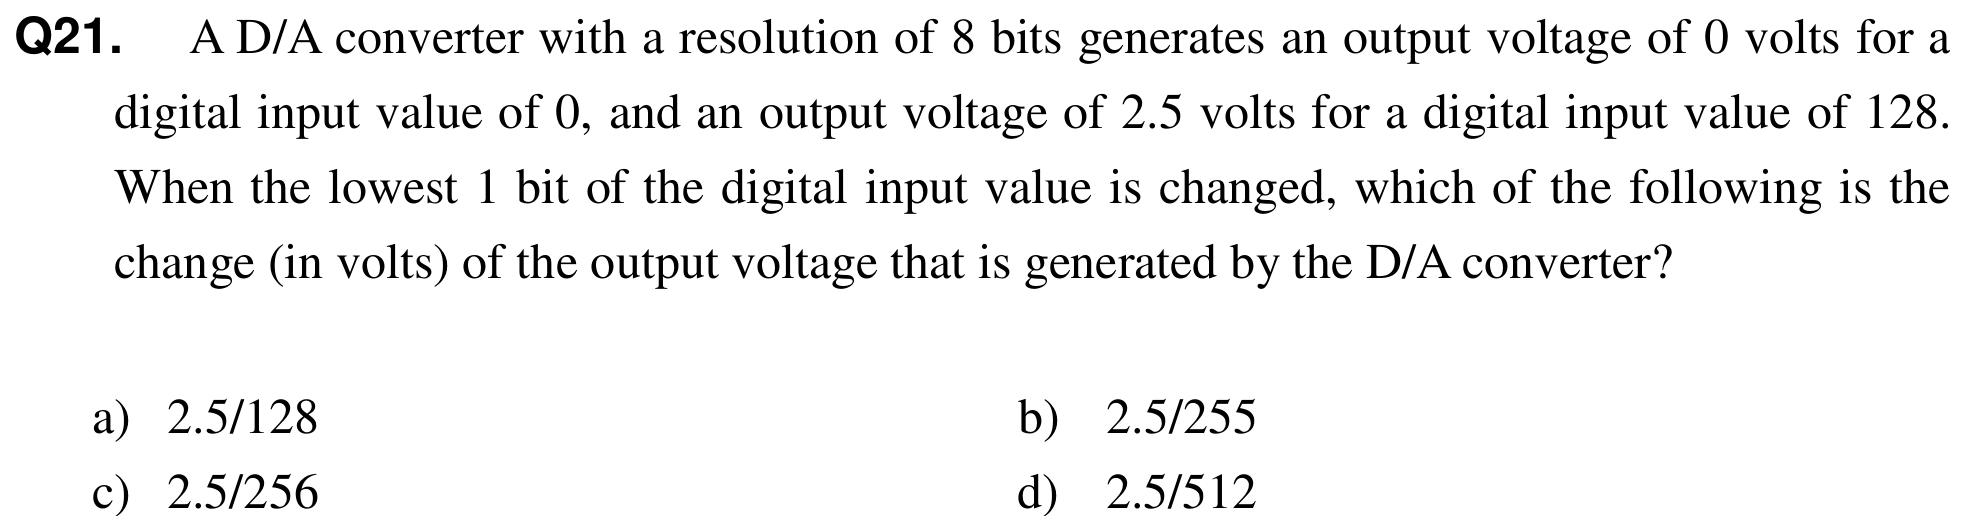 Q21. A D/A converter with a resolution of 8 bits generates an output voltage of 0 volts for a
digital input value of 0, and an output voltage of 2.5 volts for a digital input value of 128.
When the lowest 1 bit of the digital input value is changed, which of the following is the
change (in volts) of the output voltage that is generated by the D/A converter?
a) 2.5/128 b) 2.5/255
c) 2.5/256 d) 2.5/512